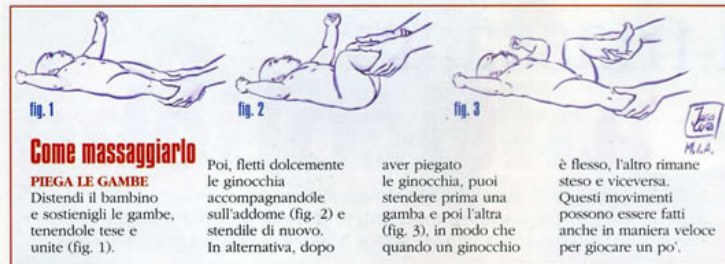 fig. 1
fig. 2
fig. 3
M.I.A.
Come massaggiarlo
PIEGA LE GAMBE
Distendi il bambino
e sostienigli le gambe,
tenendole tese e
unite (fig. 1).
Poi, fletti dolcemente
le ginocchia
accompagnandole
sull'addome (fig. 2) e
stendile di nuovo.
In alternativa, dopo
aver piegato
le ginocchia, puoi
stendere prima una
gamba e poi l'altra
(fig. 3), in modo che
quando un ginocchio
è flesso, l'altro rimane
steso e viceversa.
Questi movimenti
possono essere fatti
anche in maniera veloce
per giocare un po'.